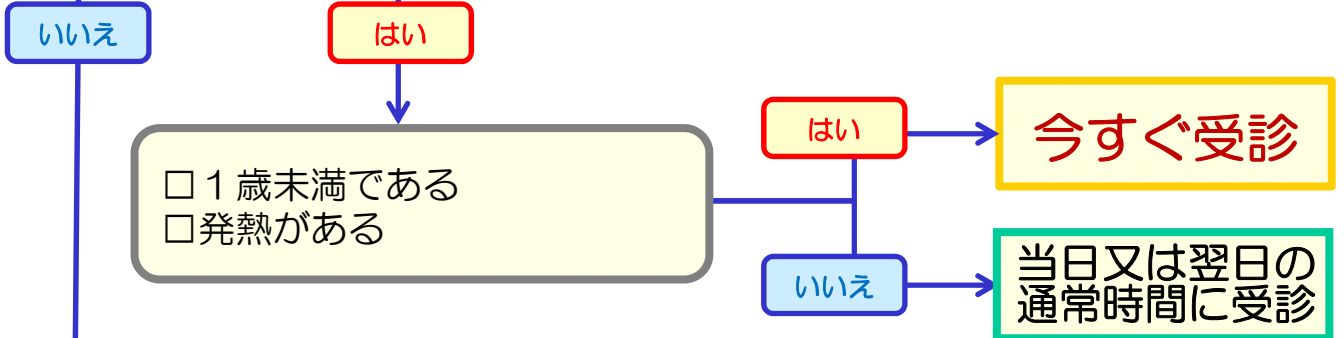 いいえ
はい
□１歳未満である
□発熱がある
はい
今すぐ受診
いいえ
当日又は翌日の
通常時間に受診